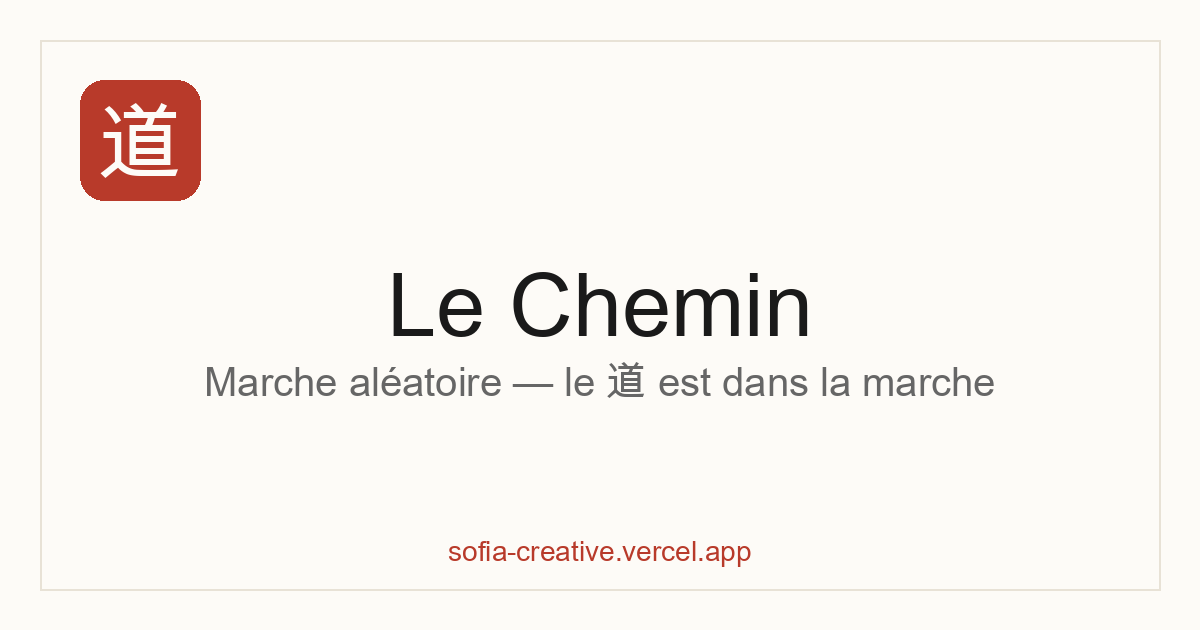 道
Le Chemin
Marche aléatoire — le 道 est dans la marche
sofia-creative.vercel.app